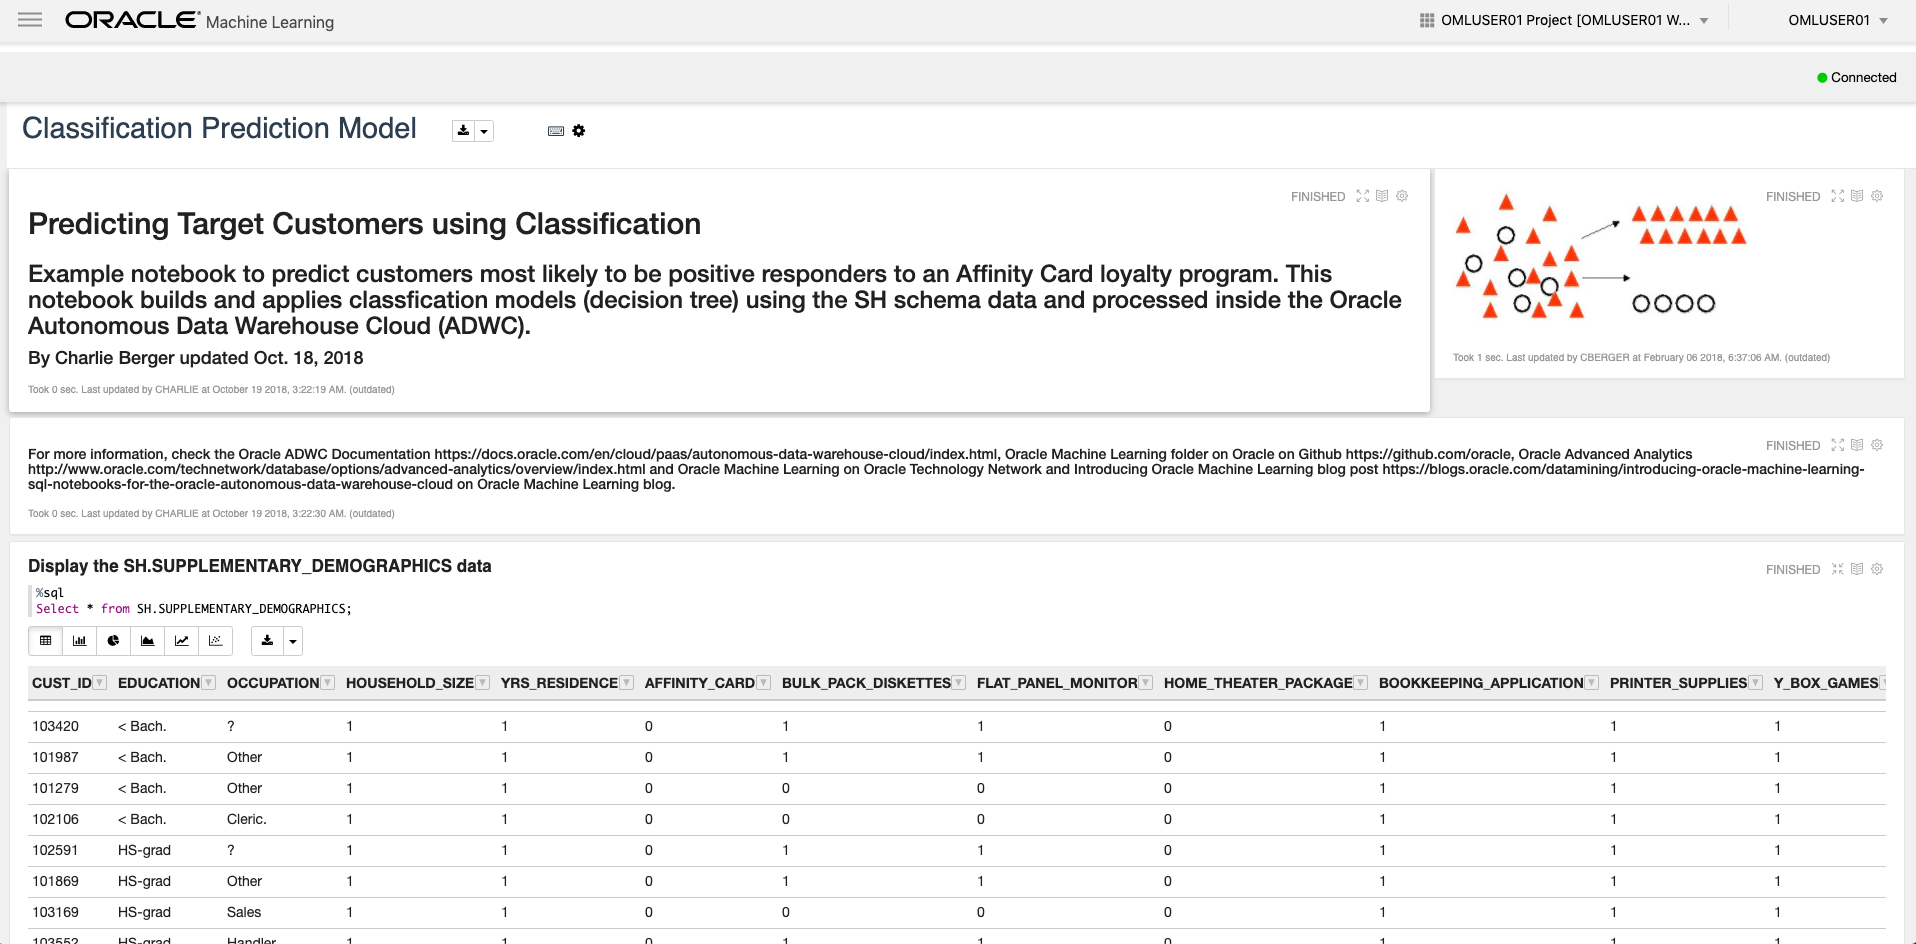 ORACLE Machine Learning
OMLUSER01 Project [OMLUSER01 W...
OMLUSER01
Connected
Classification Prediction Model
FINISHED
Predicting Target Customers using Classification
Example notebook to predict customers most likely to be positive responders to an Affinity Card loyalty program. This
notebook builds and applies classfication models (decision tree) using the SH schema data and processed inside the Oracle
Autonomous Data Warehouse Cloud (ADWC).
By Charlie Berger updated Oct. 18, 2018
Took 0 sec. Last updated by CHARLIE at October 19 2018, 3:22:19 AM. (outdated)
FINISHED
Took 1 sec. Last updated by CBERGER at February 06 2018, 6:37:06 AM. (outdated)
FINISHED
For more information, check the Oracle ADWC Documentation https://docs.oracle.com/en/cloud/paas/autonomous-data-warehouse-cloud/index.html, Oracle Machine Learning folder on Oracle on Github https://github.com/oracle, Oracle Advanced Analytics
http://www.oracle.com/technetwork/database/options/advanced-analytics/overview/index.html and Oracle Machine Learning on Oracle Technology Network and Introducing Oracle Machine Learning blog post https://blogs.oracle.com/datamining/introducing-oracle-machine-learning-
sql-notebooks-for-the-oracle-autonomous-data-warehouse-cloud on Oracle Machine Learning blog.
Took 0 sec. Last updated by CHARLIE at October 19 2018, 3:22:30 AM. (outdated)
Display the SH.SUPPLEMENTARY_DEMOGRAPHICS data
FINISHED
%sql
Select * from SH.SUPPLEMENTARY_DEMOGRAPHICS;
CUST_ID EDUCATION OCCUPATION HOUSEHOLD_SIZE YRS_RESIDENCE AFFINITY_CARD BULK_PACK_DISKETTES FLAT_PANEL_MONITOR HOME_THEATER_PACKAGE BOOKKEEPING_APPLICATION PRINTER_SUPPLIES Y_BOX_GAMES
103420 < Bach. ? 1 1 0 1 1 0 1 1 1
101987 < Bach. Other 1 1 0 1 1 0 1 1 1
101279 < Bach. Other 1 1 0 0 0 0 1 1 1
102106 < Bach. Cleric. 1 1 0 0 0 0 1 1 1
102591 HS-grad ? 1 1 0 1 1 0 1 1 1
101869 HS-grad Other 1 1 0 1 1 0 1 1 1
103169 HS-grad Sales 1 1 0 0 0 0 1 1 1
103552 HS-grad Handler 1 1 0 1 1 0 1 1 1